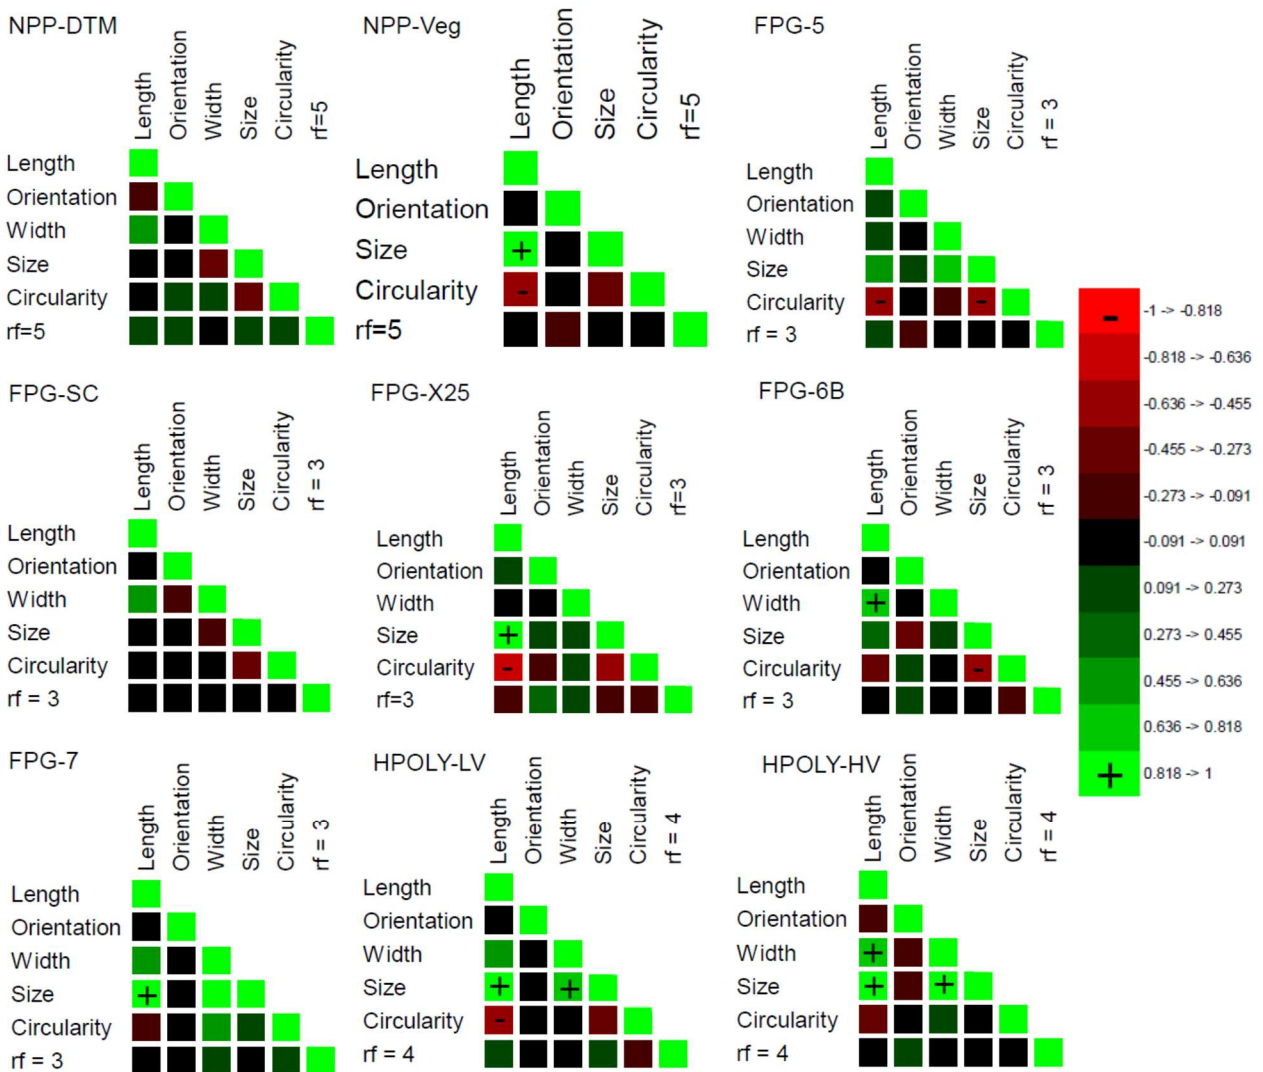 NPP-DTM
Length
Orientation
Width
Size
Circularity
rf=5
Length
Orientation
Width
Size
Circularity
rf=5
NPP-Veg
Length
Orientation
Size
Circularity
rf=5
Length
Orientation
Size
+
Circularity
-
rf=5
FPG-5
Length
Orientation
Width
Size
Circularity
rf = 3
Length
Orientation
Width
Size
Circularity
- -
rf = 3
FPG-SC
Length
Orientation
Width
Size
Circularity
rf = 3
Length
Orientation
Width
Size
Circularity
rf = 3
FPG-X25
Length
Orientation
Width
Size
Circularity
rf=3
Length
Orientation
Width
Size
+
Circularity
-
rf=3
FPG-6B
Length
Orientation
Width
Size
Circularity
rf = 3
Length
Orientation
Width
+
Size
Circularity
-
rf = 3
FPG-7
Length
Orientation
Width
Size
Circularity
rf = 3
Length
Orientation
Width
Size
+
Circularity
rf = 3
HPOLY-LV
Length
Orientation
Width
Size
Circularity
rf = 4
Length
Orientation
Width
Size
+ +
Circularity
-
rf = 4
HPOLY-HV
Length
Orientation
Width
Size
Circularity
rf = 4
Length
Orientation
Width
+
Size
+ +
Circularity
rf = 4
- -1 -> -0.818
-0.818 -> -0.636
-0.636 -> -0.455
-0.455 -> -0.273
-0.273 -> -0.091
-0.091 -> 0.091
0.091 -> 0.273
0.273 -> 0.455
0.455 -> 0.636
0.636 -> 0.818
+ 0.818 -> 1